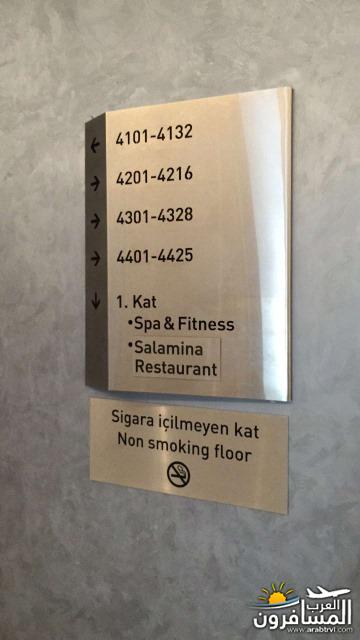 ← 4101-4132
→ 4201-4216
→ 4301-4328
→ 4401-4425
↓ 1. Kat
•Spa & Fitness
•Salamina
Restaurant
Sigara içilmeyen kat
Non smoking floor
العرب
المسافرون
www.arabtrvl.com